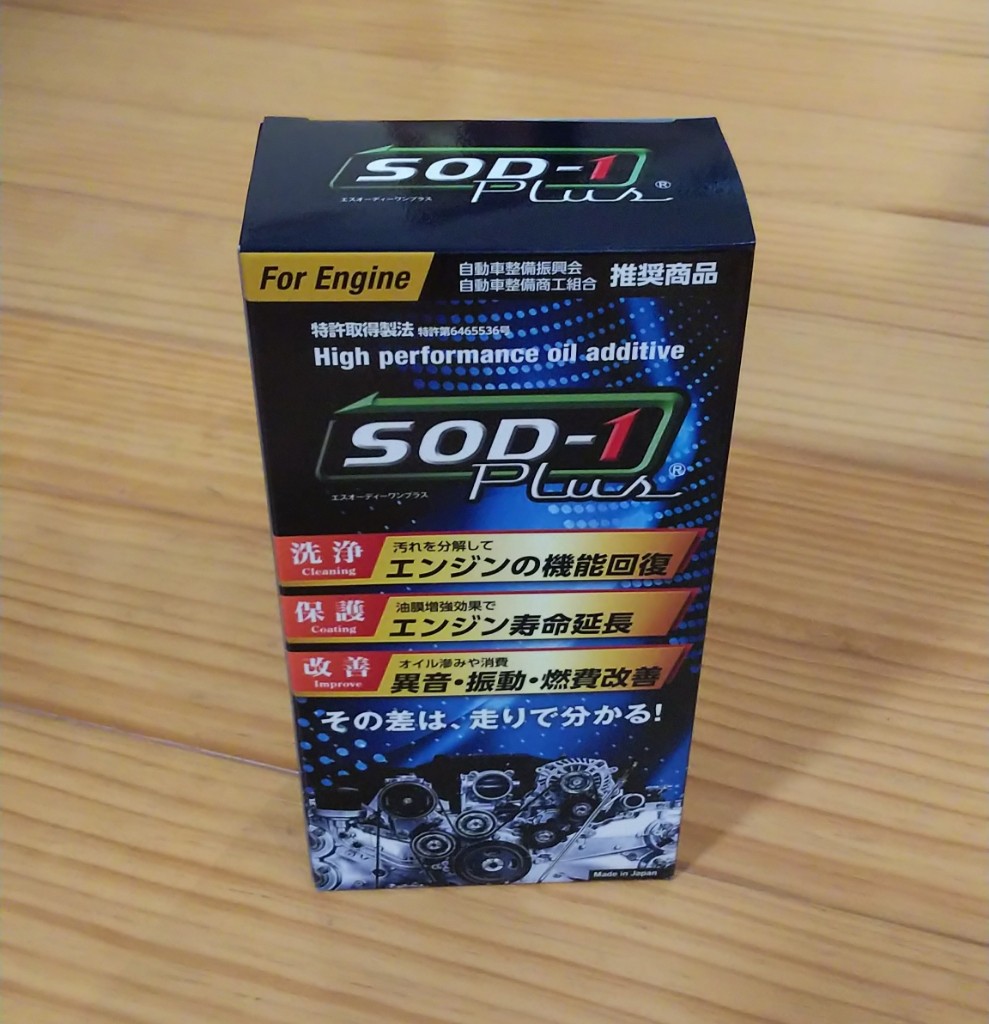 SOD-1
Plus®
エスオーディーワンプラス
For Engine
自動車整備振興会
自動車整備商工組合
推奨商品
特許取得製法 特許第6465536号
High performance oil additive
SOD-1
Plus®
エスオーディーワンプラス
洗浄
Cleaning
汚れを分解して
エンジンの機能回復
保護
Coating
油膜増強効果で
エンジン寿命延長
改善
Improve
オイル滲みや消費
異音・振動・燃費改善
その差は、走りで分かる!
Made in Japan